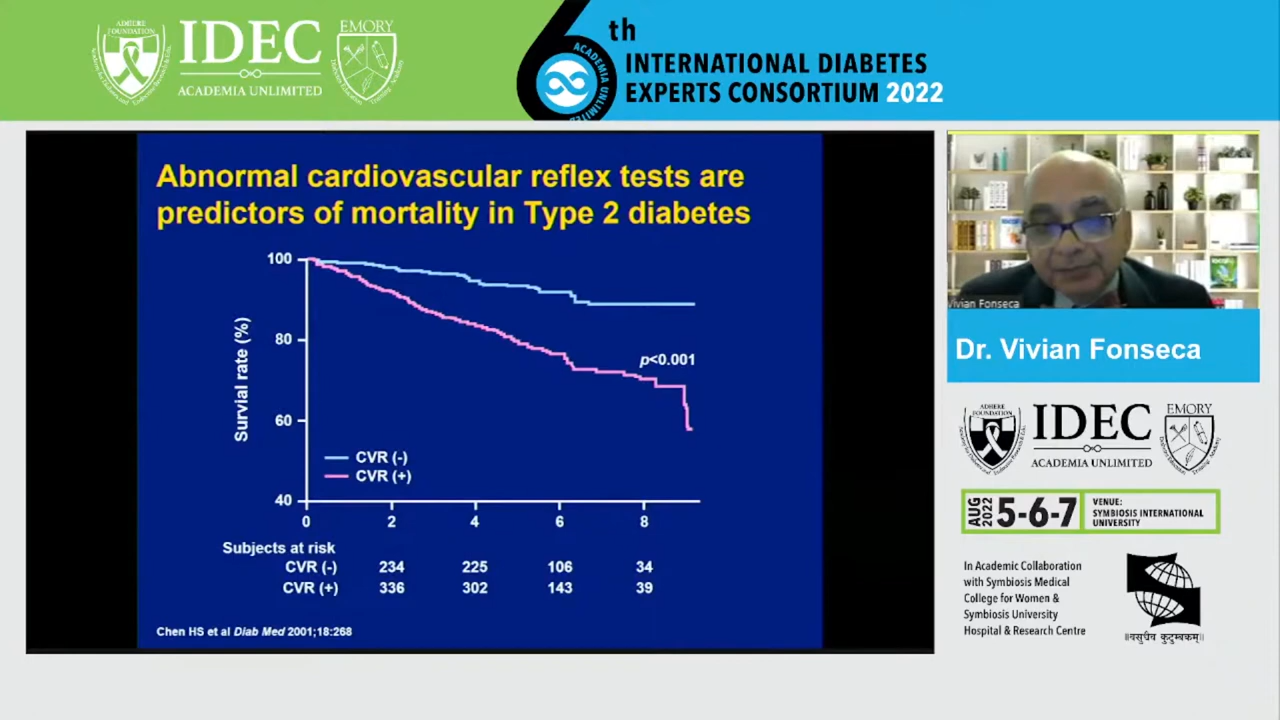 ADHERE
FOUNDATION
IDEC
ACADEMIA UNLIMITED
EMORY
6th
ACADEMIA UNLIMITED
INTERNATIONAL DIABETES
EXPERTS CONSORTIUM 2022
Abnormal cardiovascular reflex tests are
predictors of mortality in Type 2 diabetes
100
80
60
40
Survial rate (%)
p<0.001
CVR (-)
CVR (+)
0 2 4 6 8
Subjects at risk
CVR (-) 234 225 106 34
CVR (+) 336 302 143 39
Chen HS et al Diab Med 2001;18:268
Vivian Fonseca
Dr. Vivian Fonseca
ADHERE
FOUNDATION
IDEC
ACADEMIA UNLIMITED
EMORY
AUG 2022 5-6-7
VENUE:
SYMBIOSIS INTERNATIONAL
UNIVERSITY
In Academic Collaboration
with Symbiosis Medical
College for Women &
Symbiosis University
Hospital & Research Centre
॥वसुधैव कुटुम्बकम्॥